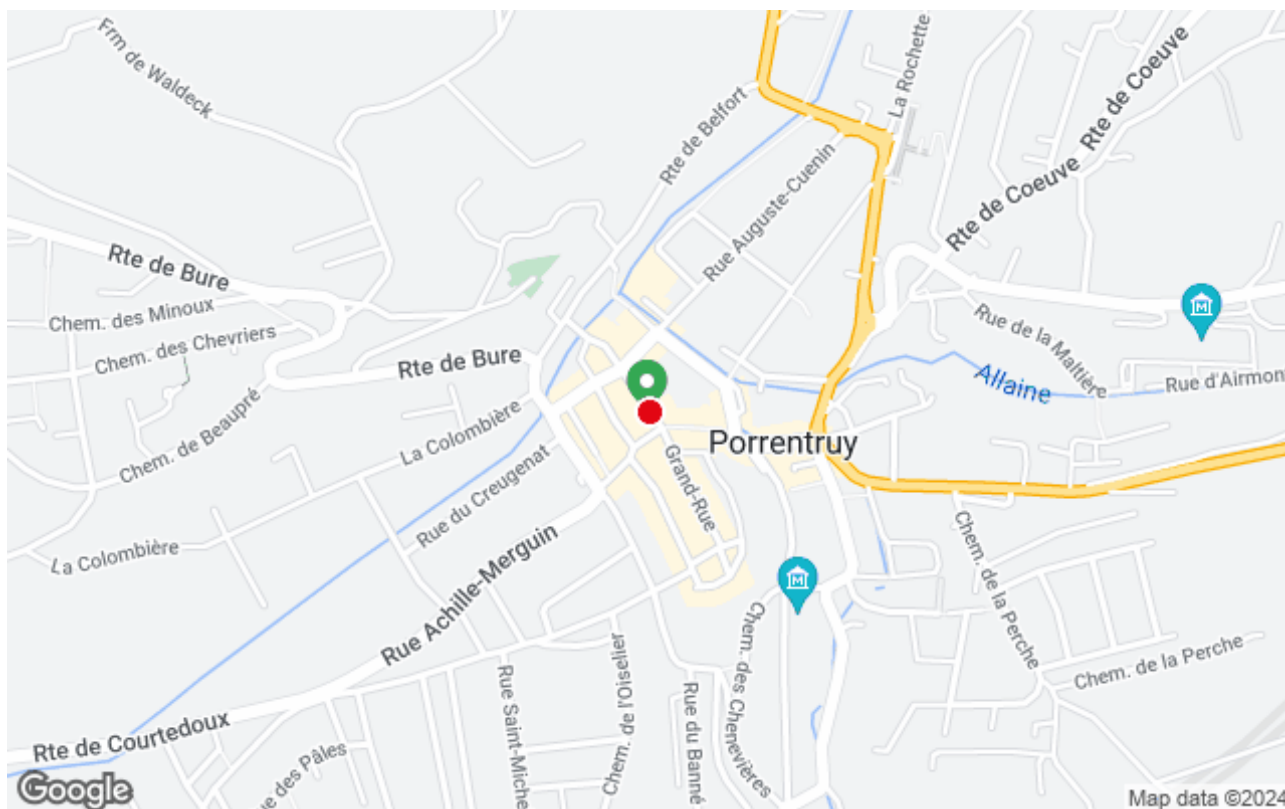 Frm de Waldeck
Rte de Belfort
La Rochette
Rte de Coeuve
Rue Auguste-Cuenin
Rte de Coeuve
Rte de Bure
Chem. des Minoux
Chem. des Chevriers
Rte de Bure
Rue de la Maltière
Allaine
Rue d'Airmont
Chem. de Beaupré
La Colombière
Porrentruy
Rue du Creugenat
Grand-Rue
La Colombière
Rue Achille-Merguin
Chem. de la Perche
Chem. de la Perche
Chem. des Chenevières
Chem. de l'Oiselier
Rue Saint-Miche
Rue du Banné
Rte de Courtedoux
e des Pâles
Google
Map data ©2024